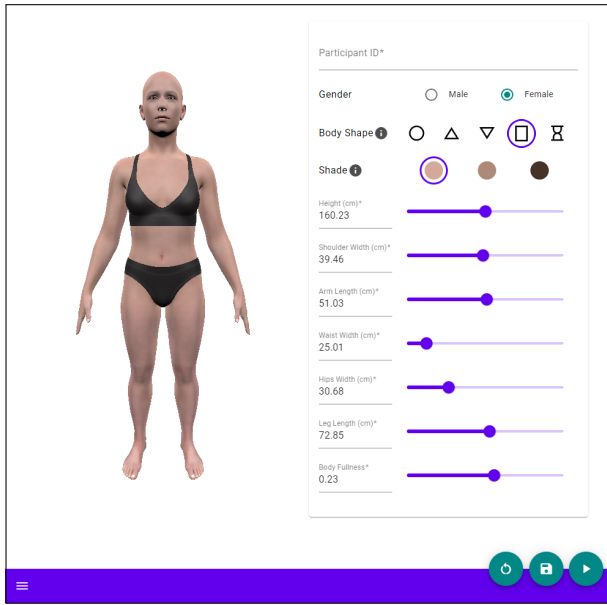 Participant ID*
Gender Male Female
Body Shape
Shade
Height (cm)*
160.23
Shoulder Width (cm)*
39.46
Arm Length (cm)*
51.03
Waist Width (cm)*
25.01
Hips Width (cm)*
30.68
Leg Length (cm)*
72.85
Body Fullness*
0.23